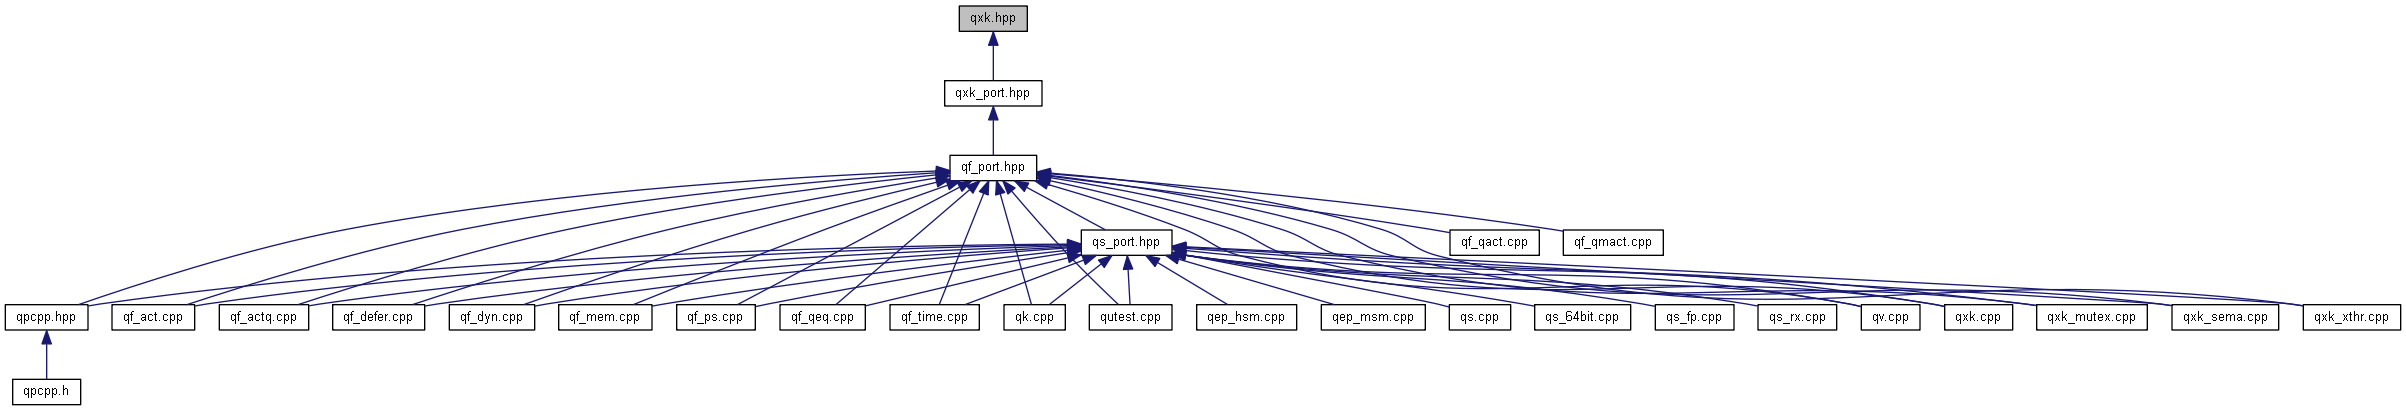 qxk.hpp
qxk_port.hpp
qf_port.hpp
qs_port.hpp
qf_qact.cpp
qf_qmact.cpp
qpcpp.hpp
qf_act.cpp
qf_actq.cpp
qf_defer.cpp
qf_dyn.cpp
qf_mem.cpp
qf_ps.cpp
qf_qeq.cpp
qf_time.cpp
qk.cpp
qutest.cpp
qep_hsm.cpp
qep_msm.cpp
qs.cpp
qs_64bit.cpp
qs_fp.cpp
qs_rx.cpp
qv.cpp
qxk.cpp
qxk_mutex.cpp
qxk_sema.cpp
qxk_xthr.cpp
qpcpp.h